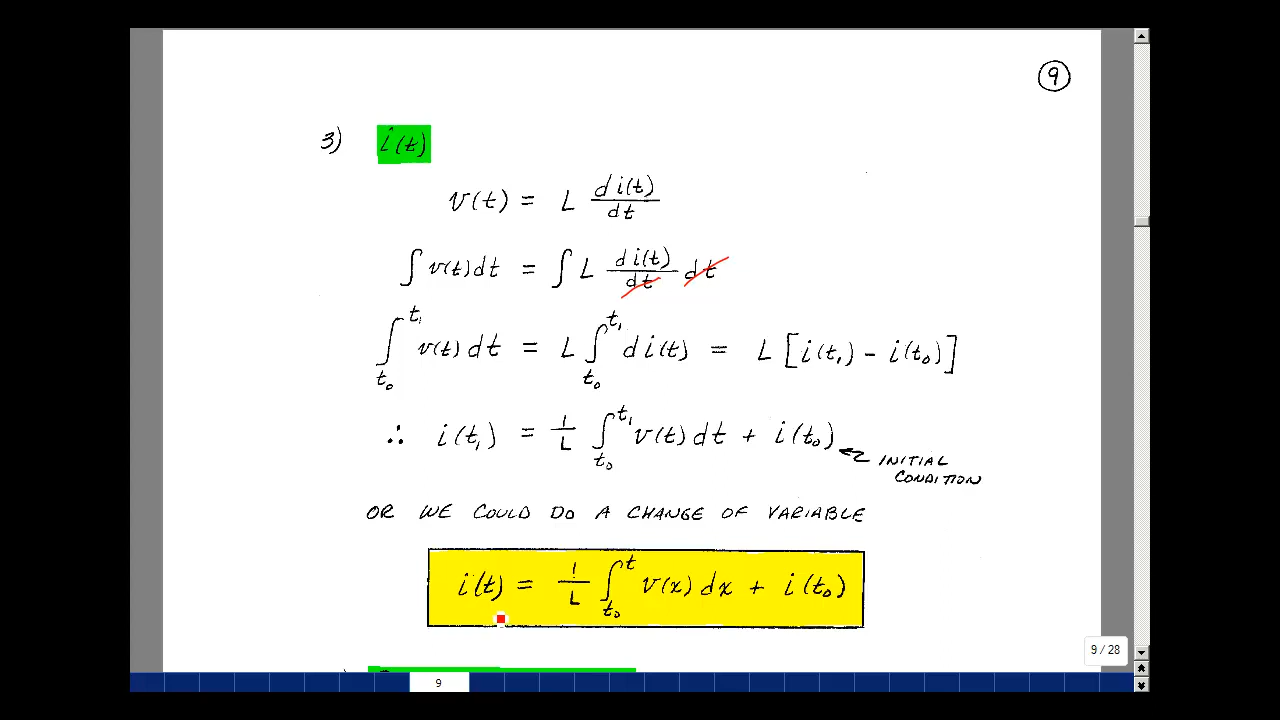 9
3) i(t)
v(t) = L di(t)/dt
∫ v(t) dt = ∫ L di(t)/dt dt
∫_{t₀}^{t₁} v(t) dt = L ∫_{t₀}^{t₁} di(t) = L [i(t₁) - i(t₀)]
∴ i(t₁) = 1/L ∫_{t₀}^{t₁} v(t) dt + i(t₀)
INITIAL
CONDITION
OR WE COULD DO A CHANGE OF VARIABLE
i(t) = 1/L ∫_{t₀}^{t} v(x) dx + i(t₀)
9 / 28
9